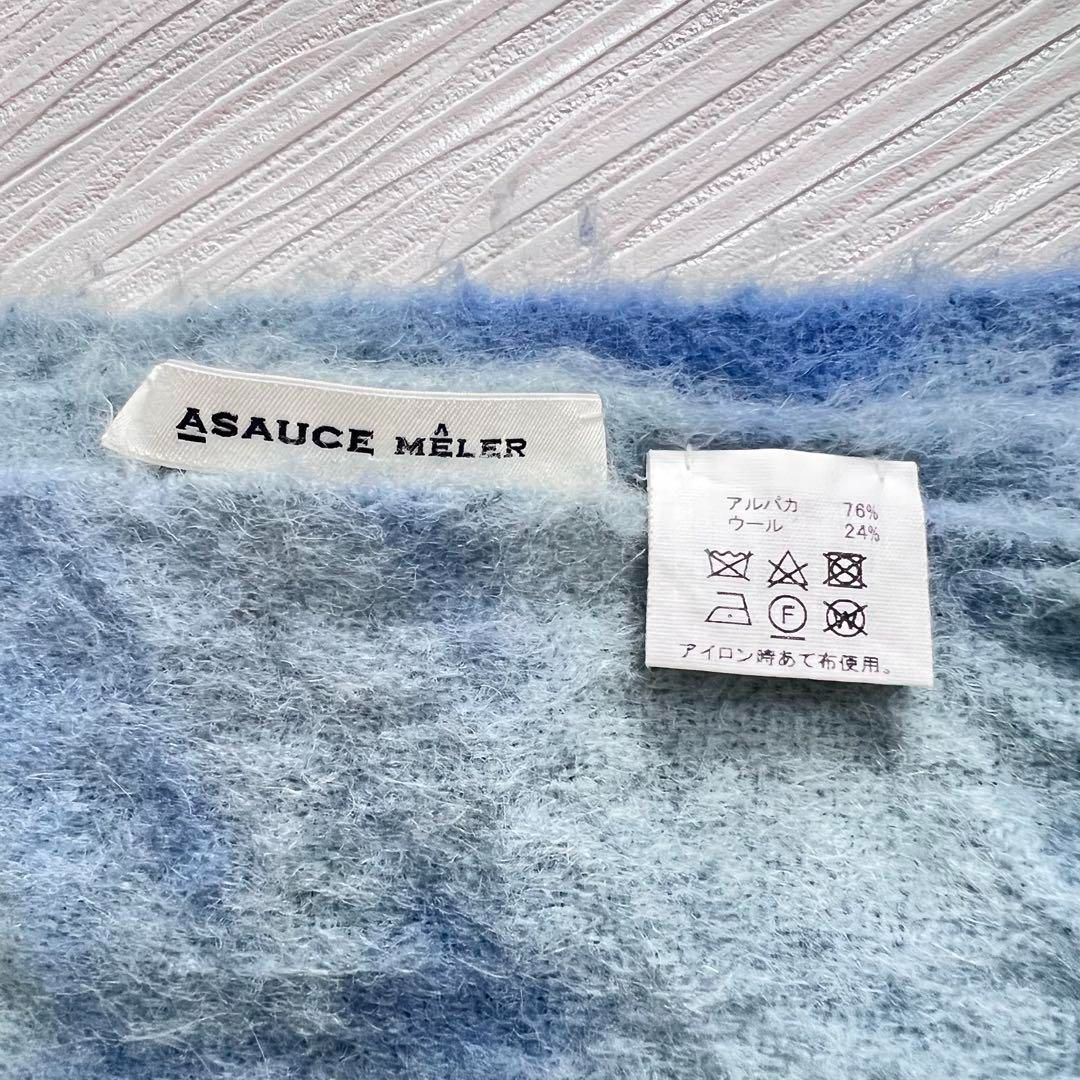 ASAUCE MÊLER
アルパカ 76%
ウール 24%
F
W
アイロン時あて布使用。